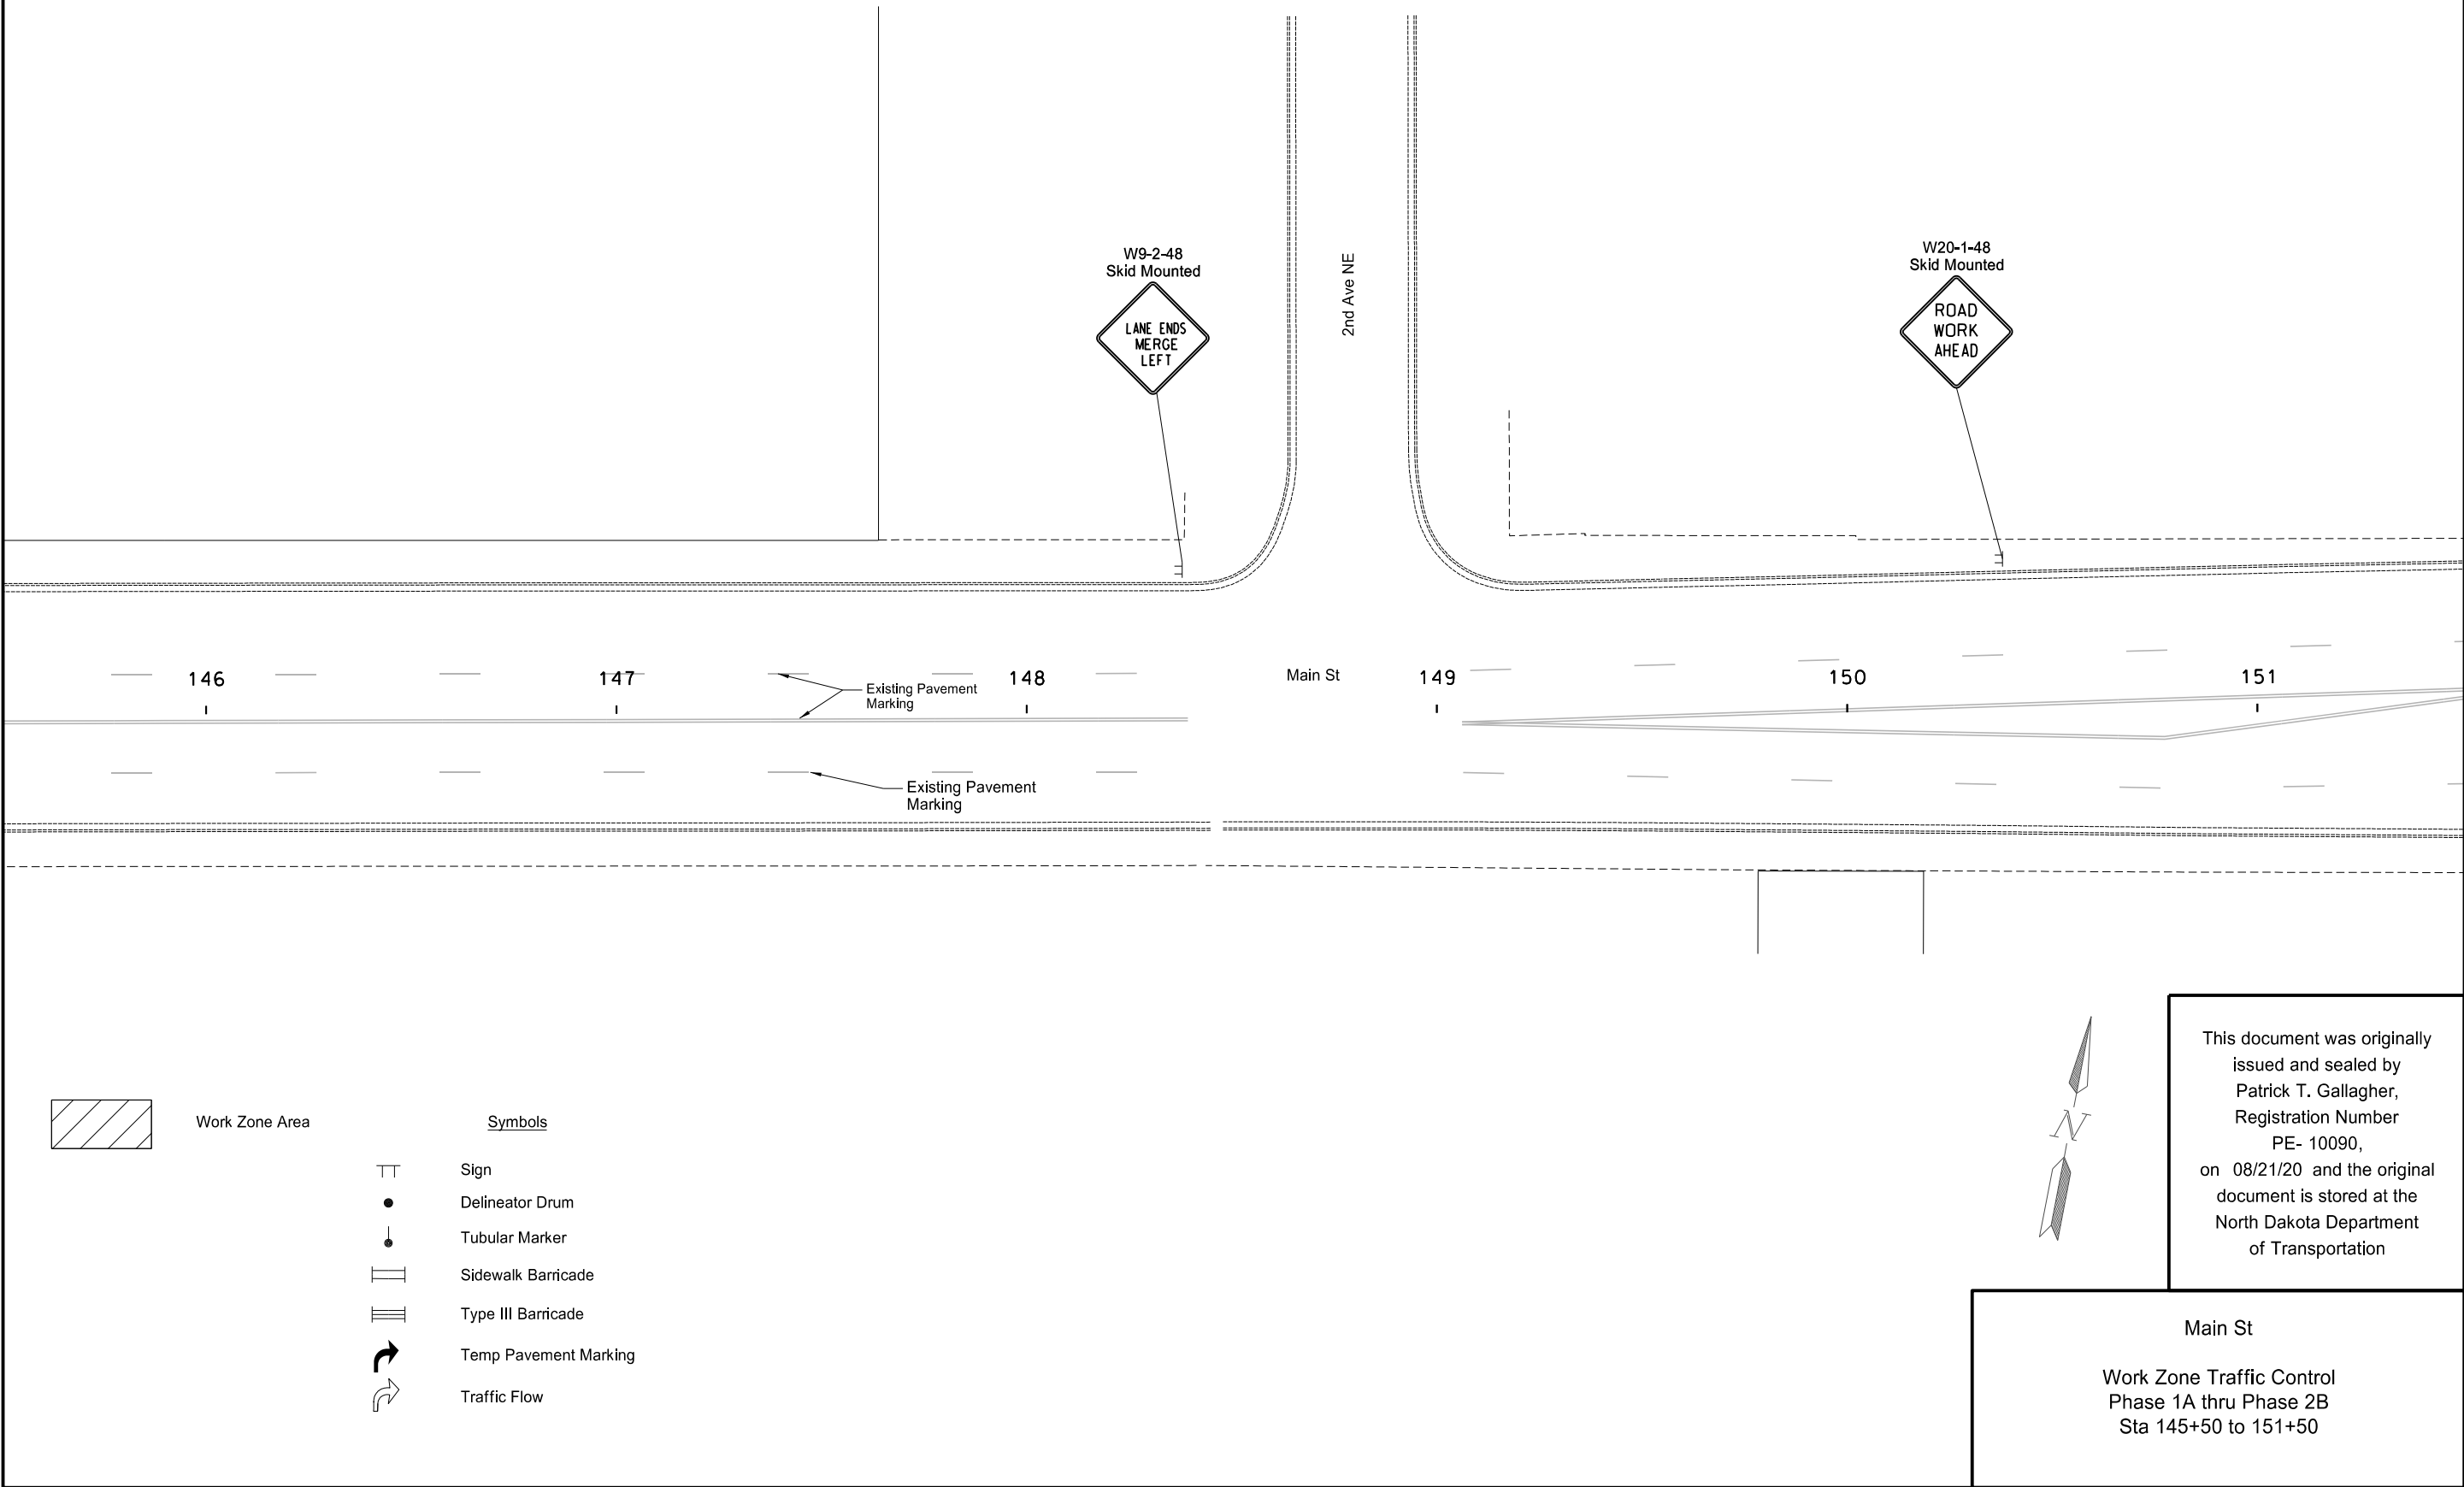 W9-2-48
Skid Mounted
LANE ENDS
MERGE
LEFT
2nd Ave NE
W20-1-48
Skid Mounted
ROAD
WORK
AHEAD
146
147
148
Main St
149
150
151
Existing Pavement
Marking
Existing Pavement
Marking
Work Zone Area
Symbols
Sign
Delineator Drum
Tubular Marker
Sidewalk Barricade
Type III Barricade
Temp Pavement Marking
Traffic Flow
N
This document was originally
issued and sealed by
Patrick T. Gallagher,
Registration Number
PE- 10090,
on 08/21/20 and the original
document is stored at the
North Dakota Department
of Transportation
Main St
Work Zone Traffic Control
Phase 1A thru Phase 2B
Sta 145+50 to 151+50